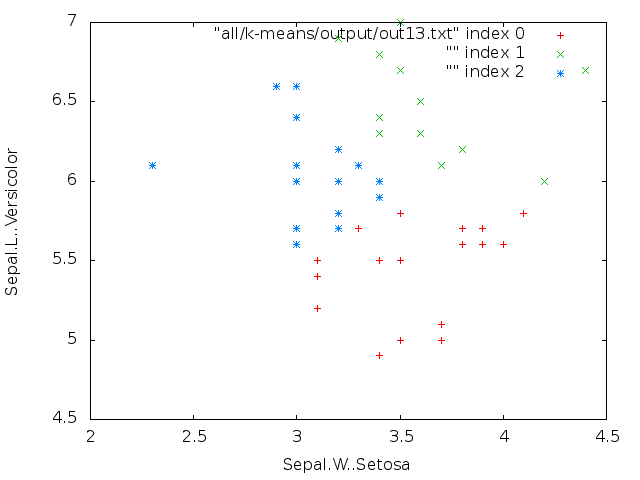 7
"all/k-means/output/out13.txt" index 0
"" index 1
"" index 2
6.5
6
5.5
5
4.5
2 2.5 3 3.5 4 4.5
Sepal.L..Versicolor
Sepal.W..Setosa